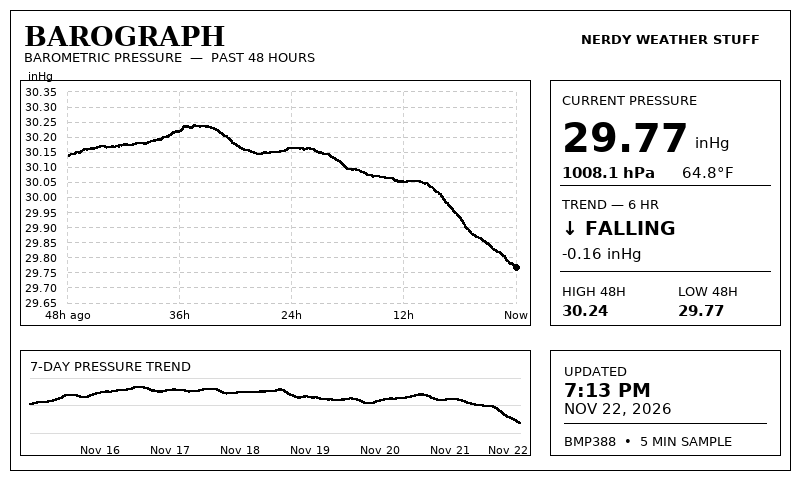 BAROGRAPH
BAROMETRIC PRESSURE — PAST 48 HOURS
NERDY WEATHER STUFF
inHg
30.35
30.30
30.25
30.20
30.15
30.10
30.05
30.00
29.95
29.90
29.85
29.80
29.75
29.70
29.65
48h ago 36h 24h 12h Now
CURRENT PRESSURE
29.77 inHg
1008.1 hPa 64.8°F
TREND — 6 HR
↓ FALLING
-0.16 inHg
HIGH 48H LOW 48H
30.24 29.77
7-DAY PRESSURE TREND
Nov 16 Nov 17 Nov 18 Nov 19 Nov 20 Nov 21 Nov 22
UPDATED
7:13 PM
NOV 22, 2026
BMP388 • 5 MIN SAMPLE